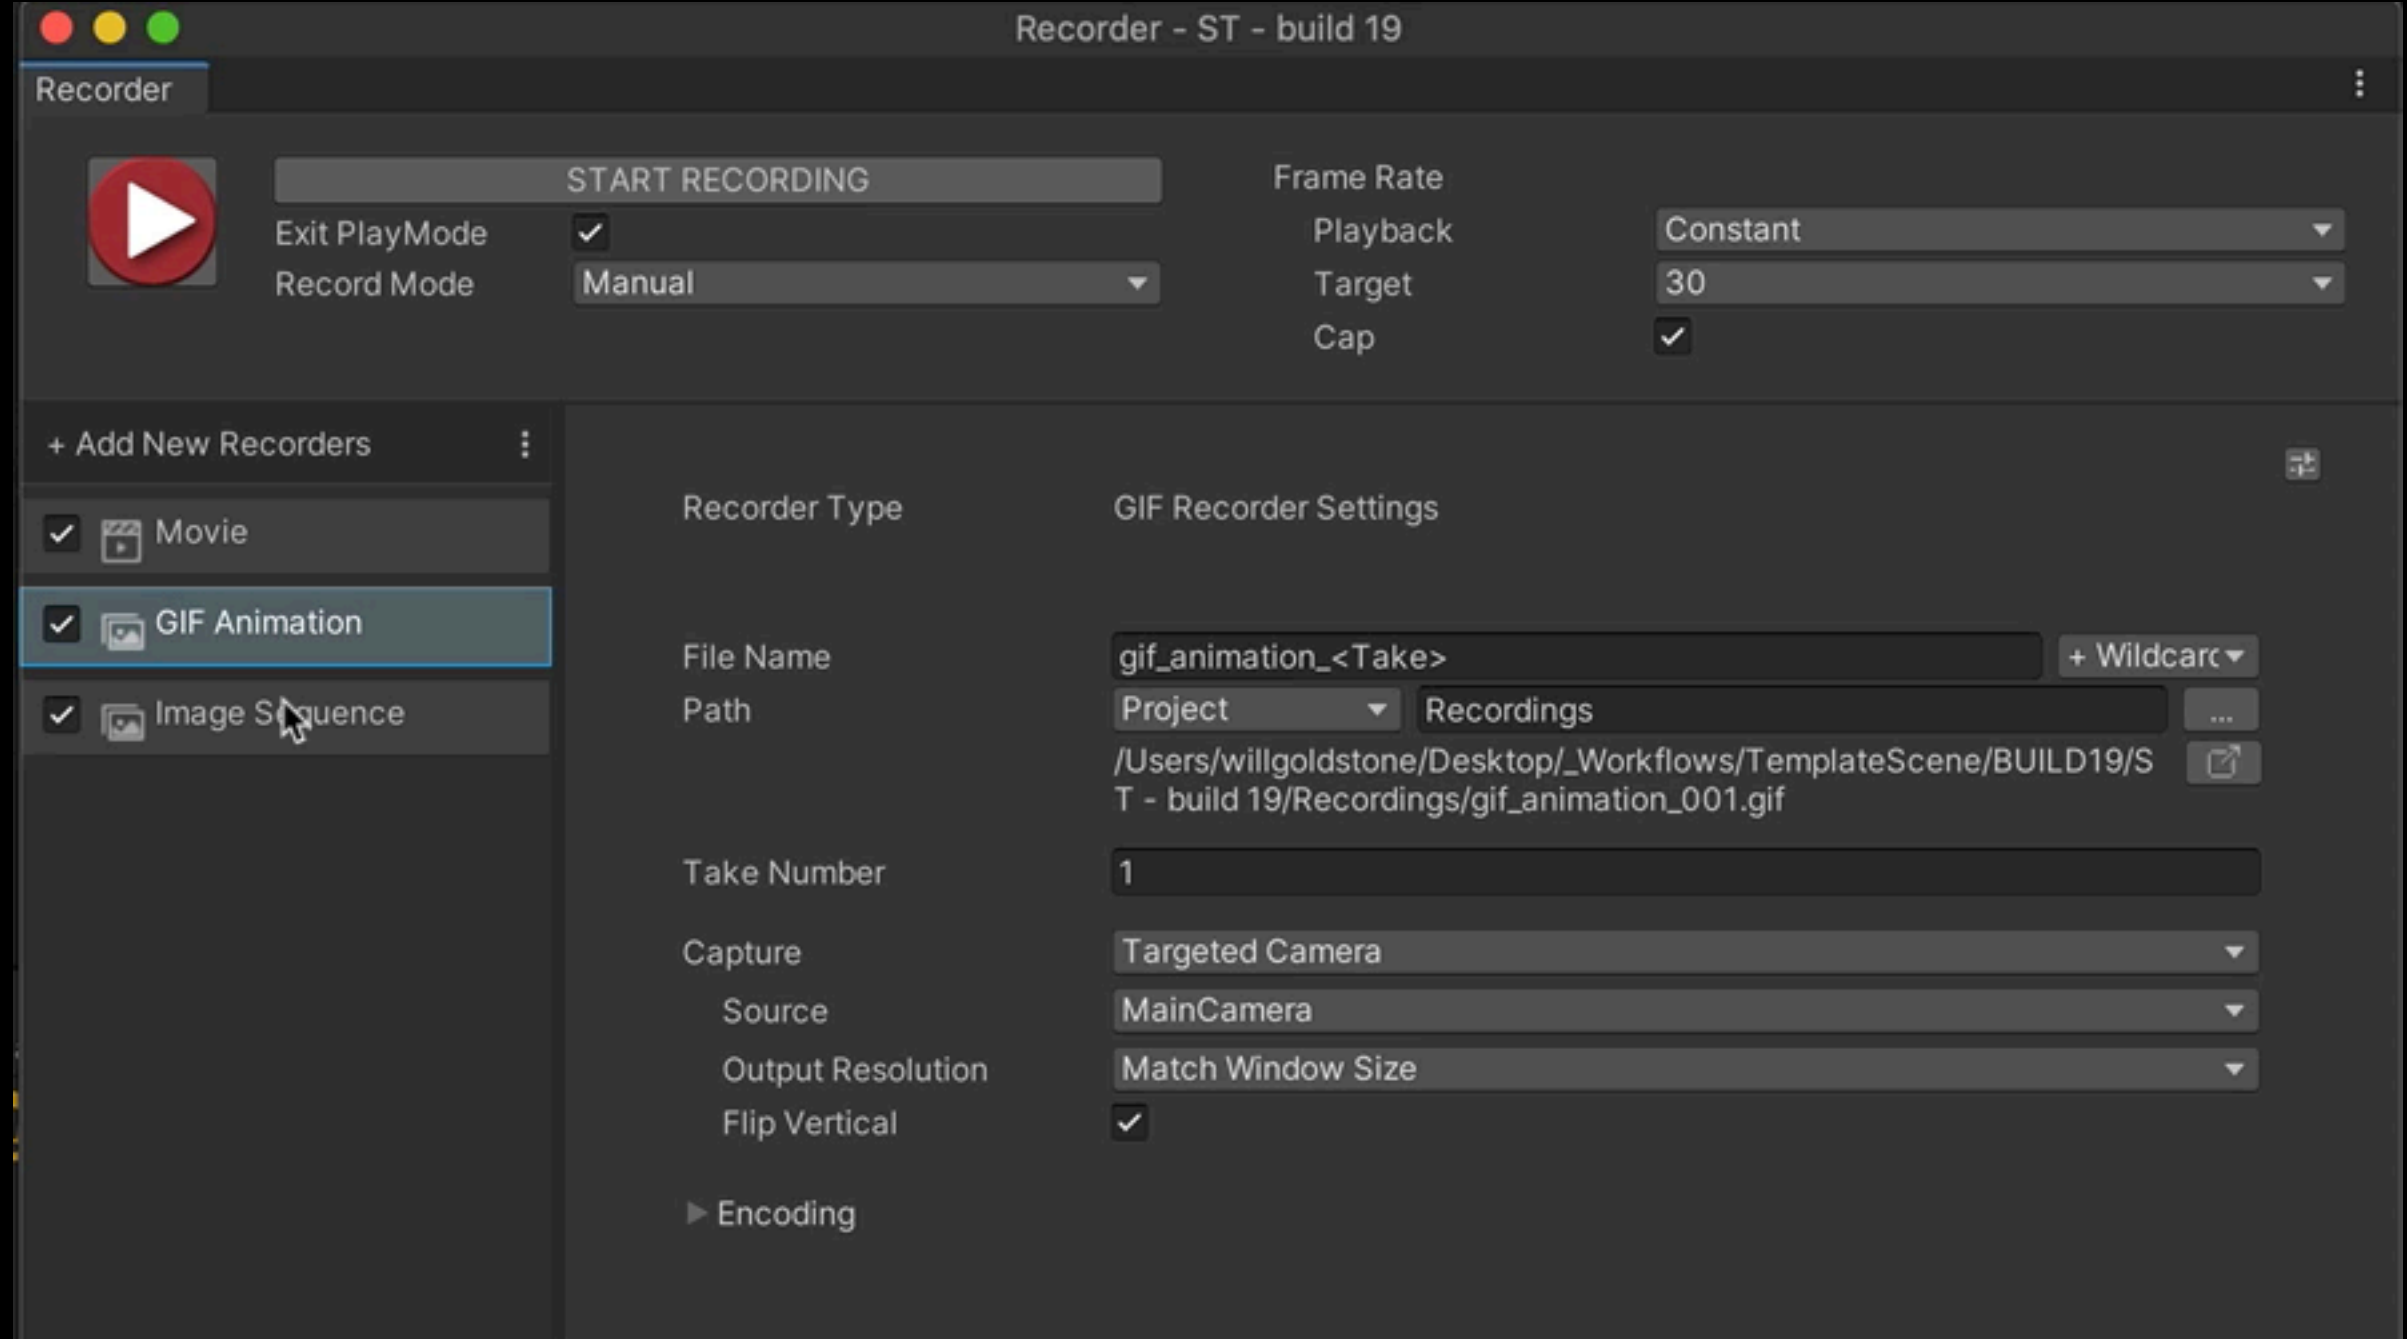 Recorder - ST - build 19
Recorder
START RECORDING
Exit PlayMode
Record Mode Manual
Frame Rate
Playback Constant
Target 30
Cap
+ Add New Recorders
Movie
GIF Animation
Image Sequence
Recorder Type GIF Recorder Settings
File Name gif_animation_<Take> + Wildcarc
Path Project Recordings ...
/Users/willgoldstone/Desktop/_Workflows/TemplateScene/BUILD19/S
T - build 19/Recordings/gif_animation_001.gif
Take Number 1
Capture Targeted Camera
Source MainCamera
Output Resolution Match Window Size
Flip Vertical
Encoding